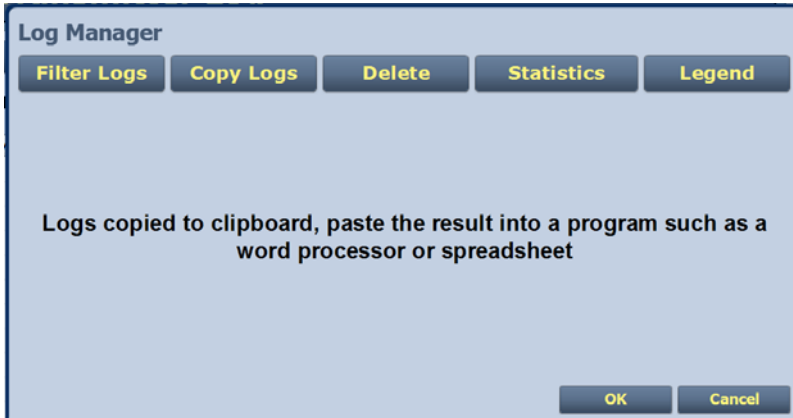 Log Manager
Filter Logs Copy Logs Delete Statistics Legend
Logs copied to clipboard, paste the result into a program such as a
word processor or spreadsheet
OK Cancel